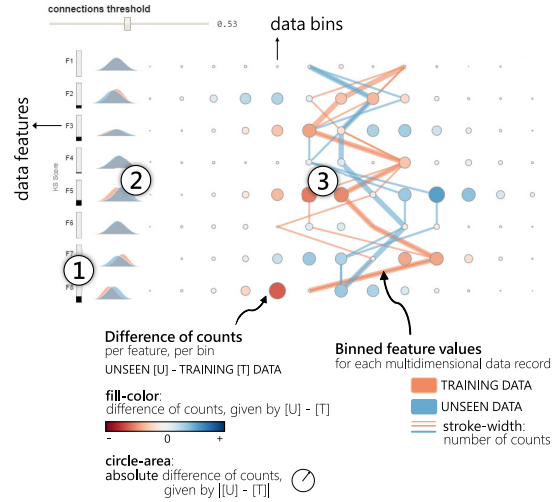 connections threshold
0.53
data bins
F1
F2
F3
F4
F5
F6
F7
F8
data features
KS Score
1
2
3
Difference of counts
per feature, per bin
UNSEEN [U] - TRAINING [T] DATA
fill-color:
difference of counts, given by [U] - [T]
- 0 +
circle-area:
absolute difference of counts,
given by |[U] - [T]|
Binned feature values
for each multidimensional data record
TRAINING DATA
UNSEEN DATA
stroke-width:
number of counts